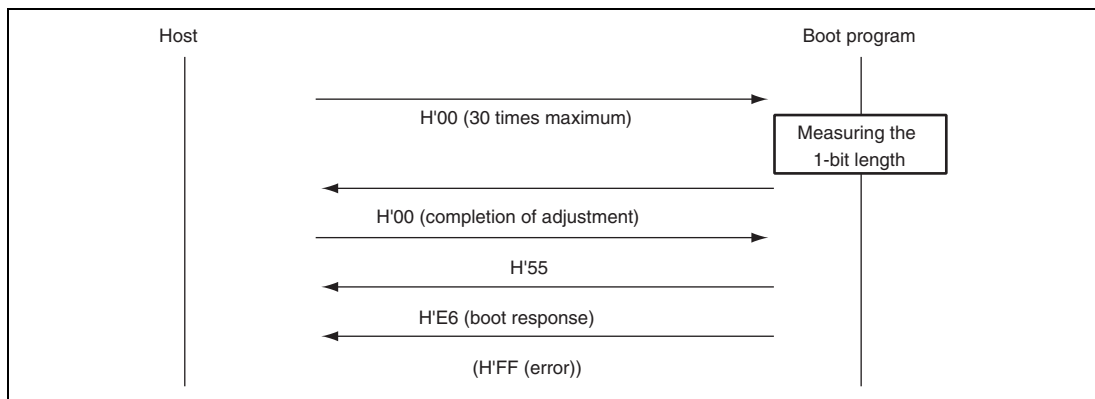 Host
Boot program
H'00 (30 times maximum)
Measuring the
1-bit length
H'00 (completion of adjustment)
H'55
H'E6 (boot response)
(H'FF (error))